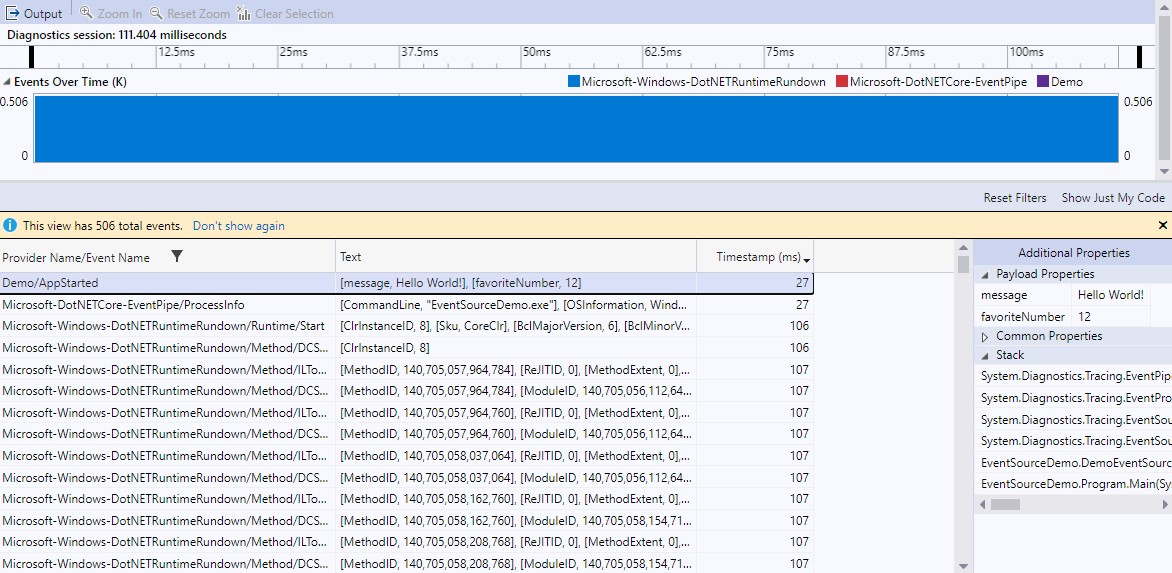 Output Zoom In Reset Zoom Clear Selection
Diagnostics session: 111.404 milliseconds
12.5ms 25ms 37.5ms 50ms 62.5ms 75ms 87.5ms 100ms
Events Over Time (K) Microsoft-Windows-DotNETRuntimeRundown Microsoft-DotNETCore-EventPipe Demo
0.506 0.506
0 0
Reset Filters Show Just My Code
This view has 506 total events. Don't show again
Provider Name/Event Name Text Timestamp (ms) Additional Properties
Payload Properties
Demo/AppStarted [message, Hello World!], [favoriteNumber, 12] 27
message Hello World!
Microsoft-DotNETCore-EventPipe/ProcessInfo [CommandLine, "EventSourceDemo.exe"], [OSInformation, Wind... 27
favoriteNumber 12
Microsoft-Windows-DotNETRuntimeRundown/Runtime/Start [ClrInstanceID, 8], [Sku, CoreClr], [BclMajorVersion, 6], [BclMinorV... 106
Common Properties
Microsoft-Windows-DotNETRuntimeRundown/Method/DCS... [ClrInstanceID, 8] 106
Stack
Microsoft-Windows-DotNETRuntimeRundown/Method/ILTo... [MethodID, 140,705,057,964,784], [ReJITID, 0], [MethodExtent, 0],... 107
System.Diagnostics.Tracing.EventPip
Microsoft-Windows-DotNETRuntimeRundown/Method/DCS... [MethodID, 140,705,057,964,784], [ModuleID, 140,705,056,112,64... 107
System.Diagnostics.Tracing.EventPro
Microsoft-Windows-DotNETRuntimeRundown/Method/ILTo... [MethodID, 140,705,057,964,760], [ReJITID, 0], [MethodExtent, 0],... 107
System.Diagnostics.Tracing.EventSou
Microsoft-Windows-DotNETRuntimeRundown/Method/DCS... [MethodID, 140,705,057,964,760], [ModuleID, 140,705,056,112,64... 107
System.Diagnostics.Tracing.EventSou
Microsoft-Windows-DotNETRuntimeRundown/Method/ILTo... [MethodID, 140,705,058,037,064], [ReJITID, 0], [MethodExtent, 0],... 107
EventSourceDemo.DemoEventSourc
Microsoft-Windows-DotNETRuntimeRundown/Method/DCS... [MethodID, 140,705,058,037,064], [ModuleID, 140,705,056,112,64... 107
EventSourceDemo.Program.Main(Sys
Microsoft-Windows-DotNETRuntimeRundown/Method/ILTo... [MethodID, 140,705,058,162,760], [ReJITID, 0], [MethodExtent, 0],... 107
Microsoft-Windows-DotNETRuntimeRundown/Method/DCS... [MethodID, 140,705,058,162,760], [ModuleID, 140,705,058,154,71... 107
Microsoft-Windows-DotNETRuntimeRundown/Method/ILTo... [MethodID, 140,705,058,208,768], [ReJITID, 0], [MethodExtent, 0],... 107
Microsoft-Windows-DotNETRuntimeRundown/Method/DCS... [MethodID, 140,705,058,208,768], [ModuleID, 140,705,058,154,71... 107